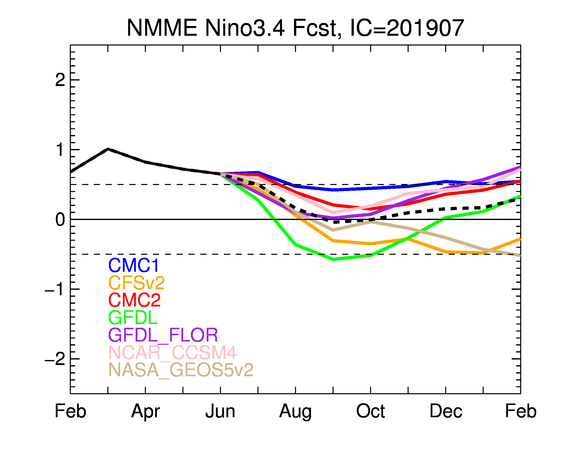 NMME Nino3.4 Fcst, IC=201907
2
1
0
−1
−2
CMC1
CFSv2
CMC2
GFDL
GFDL_FLOR
NCAR_CCSM4
NASA_GEOS5v2
Feb Apr Jun Aug Oct Dec Feb